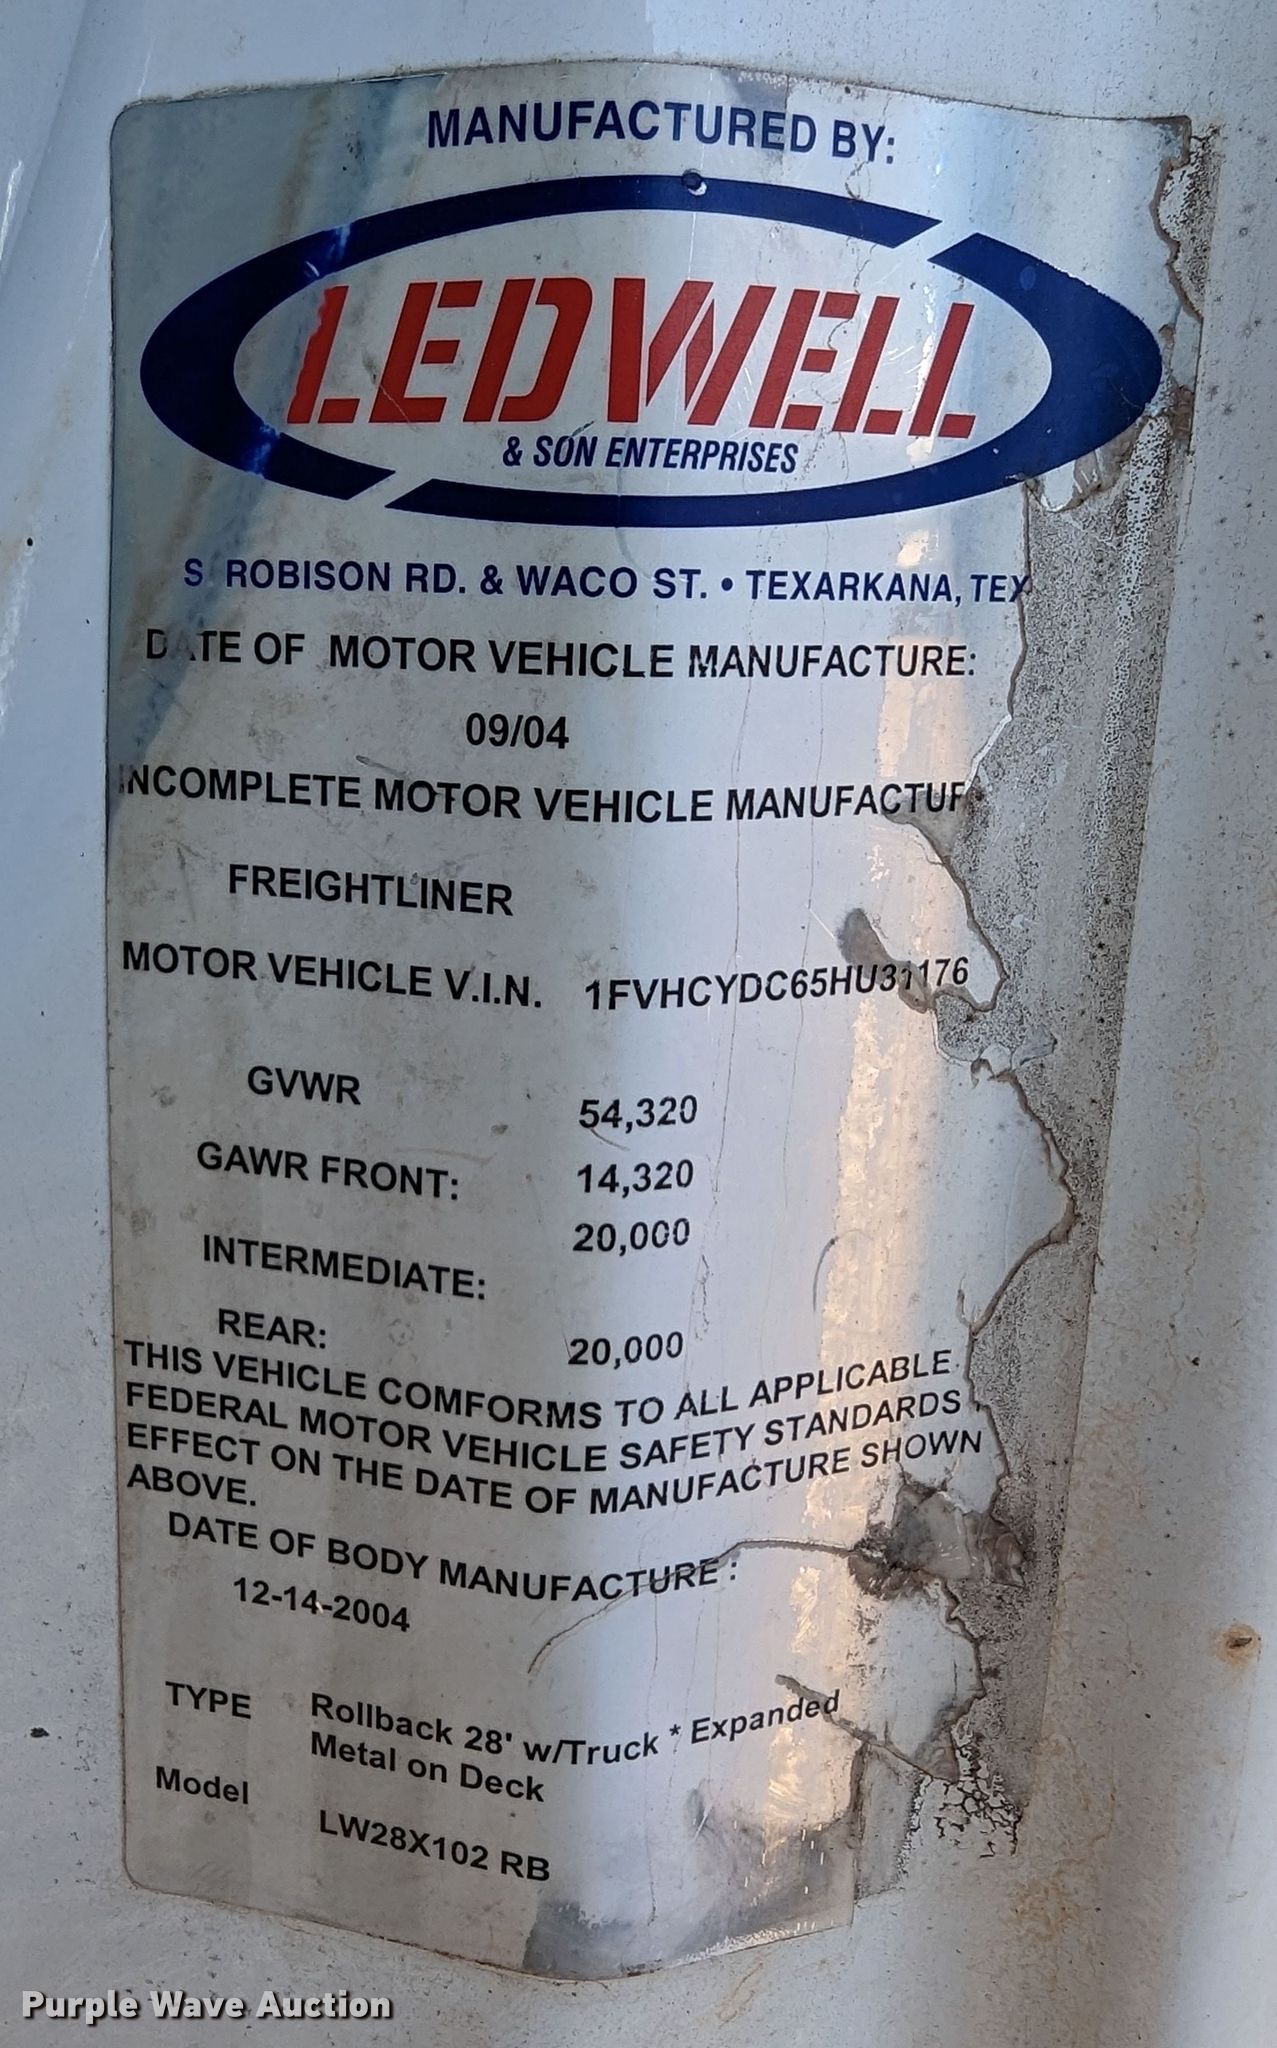 MANUFACTURED BY:
LEDWELL
& SON ENTERPRISES
S ROBISON RD. & WACO ST. • TEXARKANA, TEX
DATE OF MOTOR VEHICLE MANUFACTURE:
09/04
INCOMPLETE MOTOR VEHICLE MANUFACTUR
FREIGHTLINER
MOTOR VEHICLE V.I.N. 1FVHCYDC65HU31176
GVWR 54,320
GAWR FRONT: 14,320
INTERMEDIATE: 20,000
REAR: 20,000
THIS VEHICLE COMFORMS TO ALL APPLICABLE
FEDERAL MOTOR VEHICLE SAFETY STANDARDS
EFFECT ON THE DATE OF MANUFACTURE SHOWN
ABOVE.
DATE OF BODY MANUFACTURE :
12-14-2004
TYPE Rollback 28' w/Truck * Expanded
Metal on Deck
Model LW28X102 RB
Purple Wave Auction